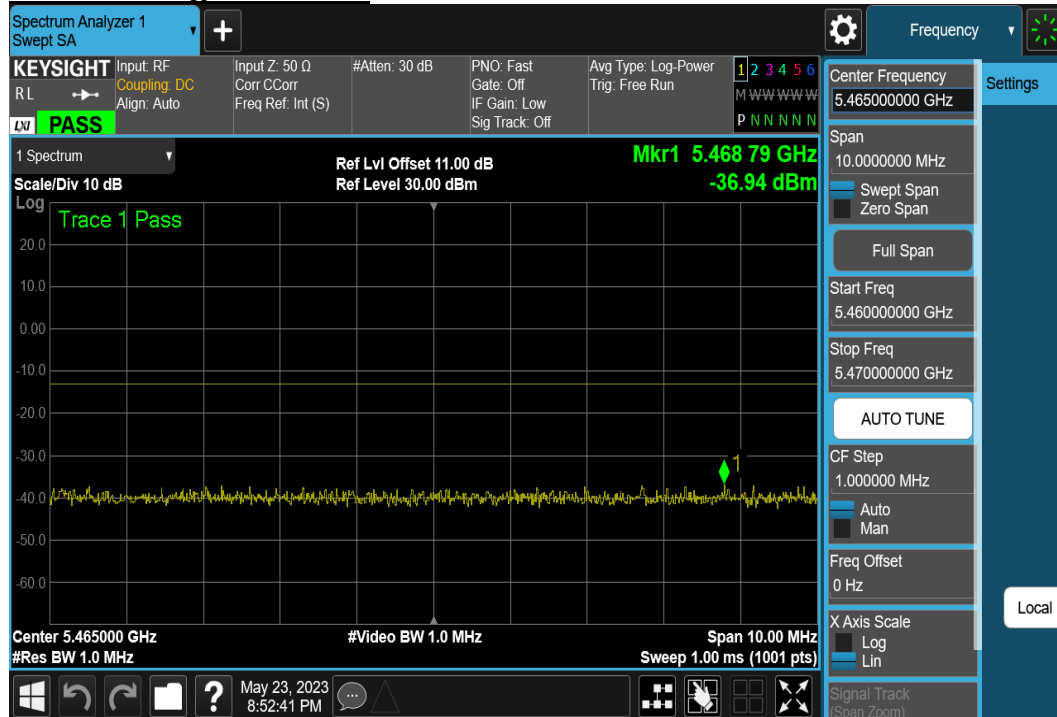 Spectrum Analyzer 1
Swept SA
+
Frequency
KEYSIGHT
R L
LXI PASS
Input: RF
Coupling: DC
Align: Auto
Input Z: 50 Ω
Corr CCorr
Freq Ref: Int (S)
#Atten: 30 dB
PNO: Fast
Gate: Off
IF Gain: Low
Sig Track: Off
Avg Type: Log-Power
Trig: Free Run
1 2 3 4 5 6
M W W W W W
P N N N N N
1 Spectrum
Scale/Div 10 dB
Ref Lvl Offset 11.00 dB
Ref Level 30.00 dBm
Mkr1 5.468 79 GHz
-36.94 dBm
Log
Trace 1 Pass
20.0
10.0
0.00
-10.0
-20.0
-30.0
-40.0
-50.0
-60.0
1
Center 5.465000 GHz
#Res BW 1.0 MHz
#Video BW 1.0 MHz
Span 10.00 MHz
Sweep 1.00 ms (1001 pts)
Center Frequency
5.465000000 GHz
Settings
Span
10.0000000 MHz
Swept Span
Zero Span
Full Span
Start Freq
5.460000000 GHz
Stop Freq
5.470000000 GHz
AUTO TUNE
CF Step
1.000000 MHz
Auto
Man
Freq Offset
0 Hz
Local
X Axis Scale
Log
Lin
Signal Track
(Span Zoom)
?
May 23, 2023
8:52:41 PM